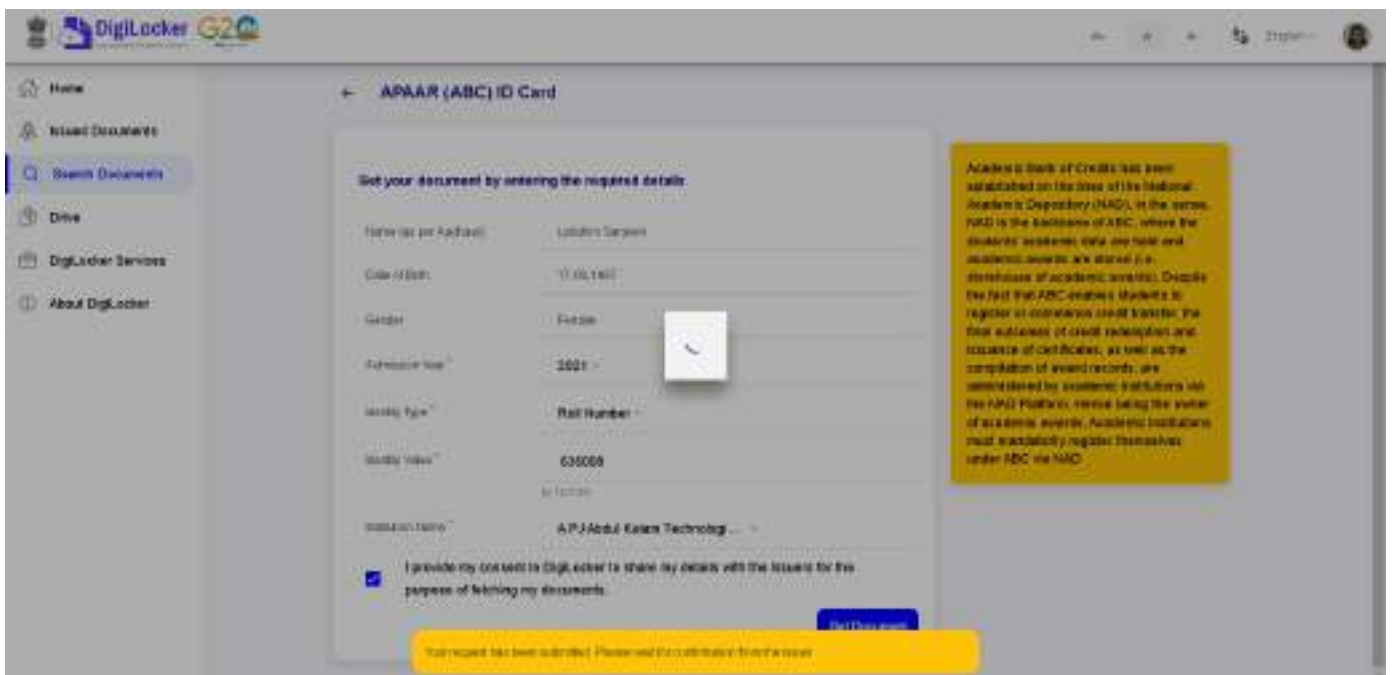 DigiLocker G20
Home
Issued Documents
Search Documents
Drive
DigiLocker Services
About DigiLocker
← APAAR (ABC) ID Card
Get your document by entering the required details
Name (as per Aadhaar)
Date of Birth
Gender Female
Admission Year * 2021
Identity Type * Roll Number
Identity Value *
Institution Name * A P J Abdul Kalam Technologi...
I provide my consent to DigiLocker to share my details with the Issuers for the
purpose of fetching my documents.
Get Document
Your request has been submitted. Please wait for confirmation from the issuer
Academic Bank of Credits has been
established on the lines of the National
Academic Depository (NAD), in the sense,
NAD is the backbone of ABC, where the
students' academic data are held and
academic awards are stored (i.e.
storehouse of academic awards). Despite
the fact that ABC enables students to
register or commence credit transfer, the
final outcomes of credit redemption and
issuance of certificates, as well as the
compilation of award records, are
administered by academic institutions via
the NAD Platform. Hence being the owner
of academic awards, Academic Institutions
must mandatorily register themselves
under ABC via NAD